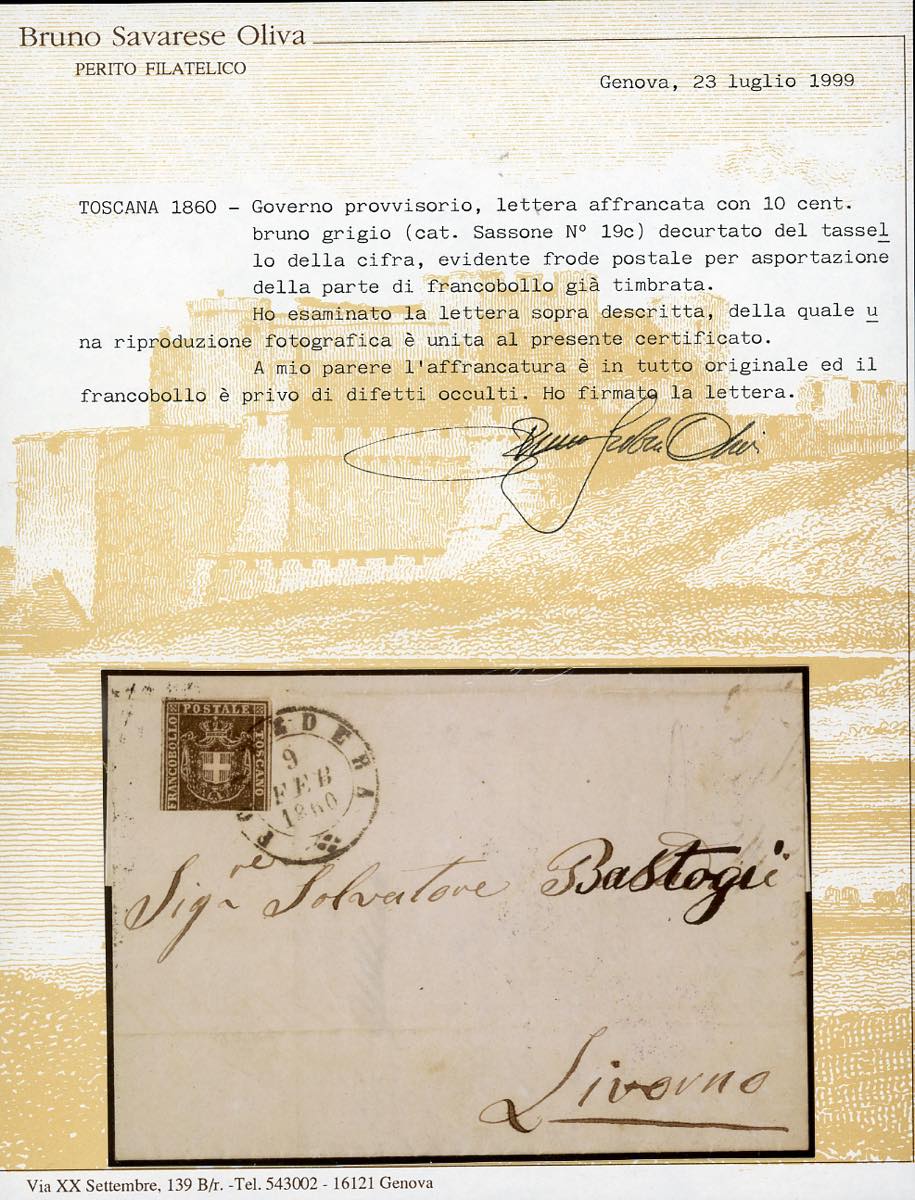 Bruno Savarese Oliva
PERITO FILATELICO
Genova, 23 luglio 1999
TOSCANA 1860 - Governo provvisorio, lettera affrancata con 10 cent.
bruno grigio (cat. Sassone N° 19c) decurtato del tassel
lo della cifra, evidente frode postale per asportazione
della parte di francobollo già timbrata.
Ho esaminato la lettera sopra descritta, della quale u
na riproduzione fotografica è unita al presente certificato.
A mio parere l'affrancatura è in tutto originale ed il
francobollo è privo di difetti occulti. Ho firmato la lettera.
Bruno Oliva
FRANCOBOLLO
POSTALE
TOSCANO
DERA
9
FEB
1860
Sig re Salvatore Bastogi
Livorno
Via XX Settembre, 139 B/r. -Tel. 543002 - 16121 Genova